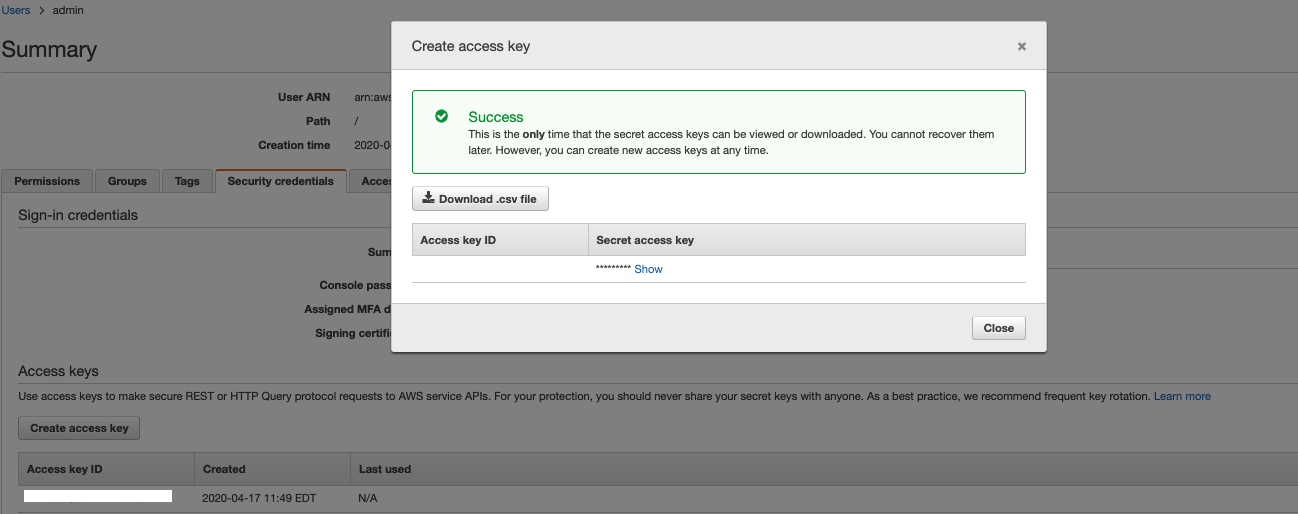 Users > admin
Summary
User ARN arn:aws
Path /
Creation time 2020-0
Permissions Groups Tags Security credentials Acces
Sign-in credentials
Sum
Console pass
Assigned MFA d
Signing certific
Access keys
Use access keys to make secure REST or HTTP Query protocol requests to AWS service APIs. For your protection, you should never share your secret keys with anyone. As a best practice, we recommend frequent key rotation. Learn more
Create access key
Access key ID Created Last used
2020-04-17 11:49 EDT N/A
Create access key ×
Success
This is the only time that the secret access keys can be viewed or downloaded. You cannot recover them
later. However, you can create new access keys at any time.
Download .csv file
Access key ID Secret access key
********* Show
Close